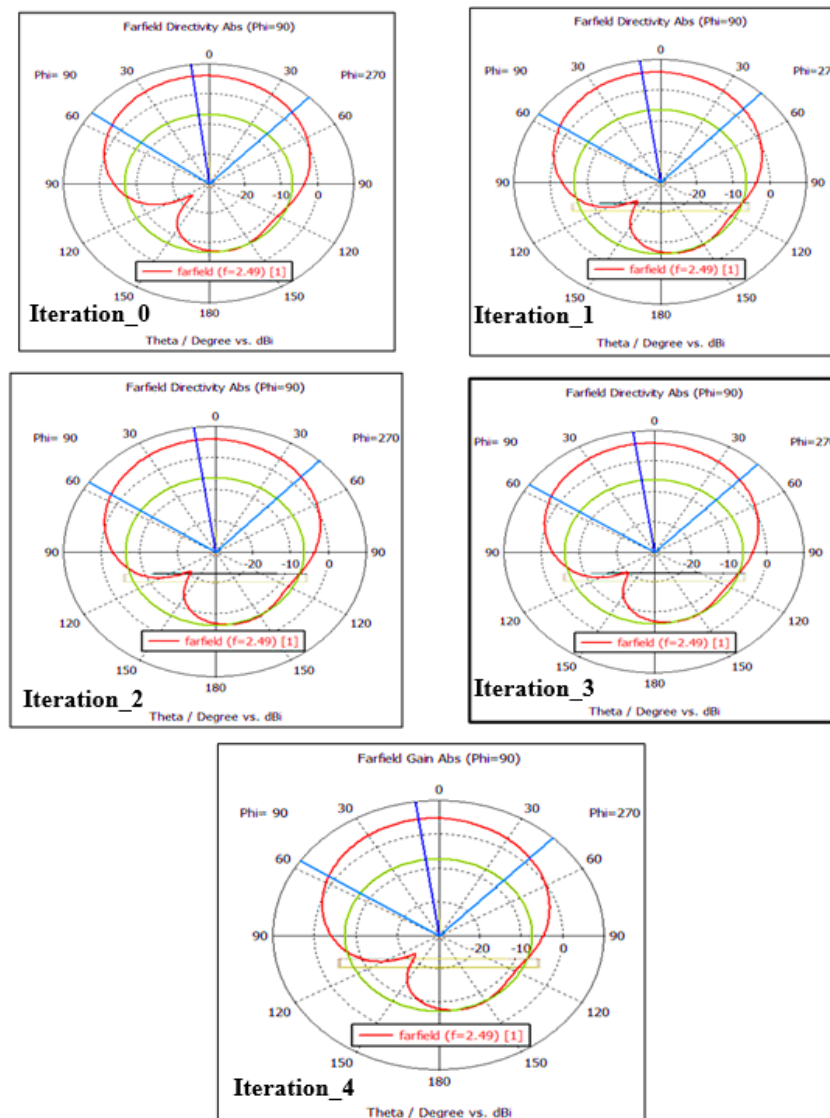 Farfield Directivity Abs (Phi=90)
0
Phi= 90 30 30 Phi=270
60 60
90 -20 -10 0 90
120 120
farfield (f=2.49) [1]
150 150
Iteration_0 180
Theta / Degree vs. dBi
Farfield Directivity Abs (Phi=90)
0
Phi= 90 30 30 Phi=27
60 60
90 -20 -10 0 90
120 120
farfield (f=2.49) [1]
150 150
Iteration_1 180
Theta / Degree vs. dBi
Farfield Directivity Abs (Phi=90)
0
Phi= 90 30 30 Phi=270
60 60
90 -20 -10 0 90
120 120
farfield (f=2.49) [1]
150 150
Iteration_2 180
Theta / Degree vs. dBi
Farfield Directivity Abs (Phi=90)
0
Phi= 90 30 30 Phi=27
60 60
90 -20 -10 0 90
120 120
farfield (f=2.49) [1]
150 150
Iteration_3 180
Theta / Degree vs. dBi
Farfield Gain Abs (Phi=90)
0
Phi= 90 30 30 Phi=270
60 60
90 -20 -10 0 90
120 120
farfield (f=2.49) [1]
150 150
Iteration_4 180
Theta / Degree vs. dBi